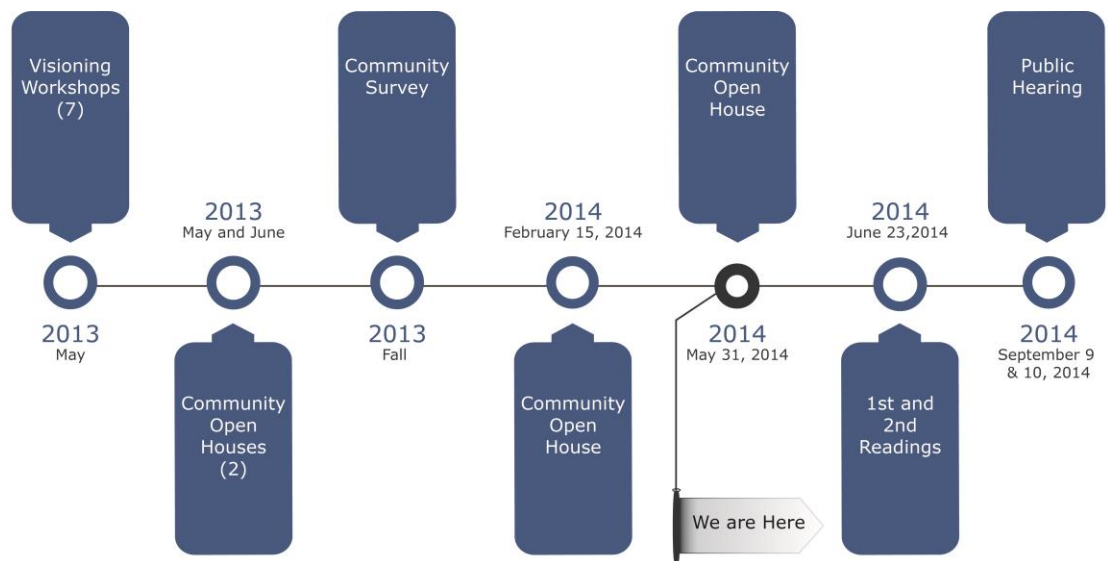 Visioning
Workshops
(7)
2013
May
2013
May and June
Community
Open
Houses
(2)
Community
Survey
2013
Fall
2014
February 15, 2014
Community
Open
House
Community
Open
House
2014
May 31, 2014
We are Here
2014
June 23,2014
1st and
2nd
Readings
Public
Hearing
2014
September 9
& 10, 2014